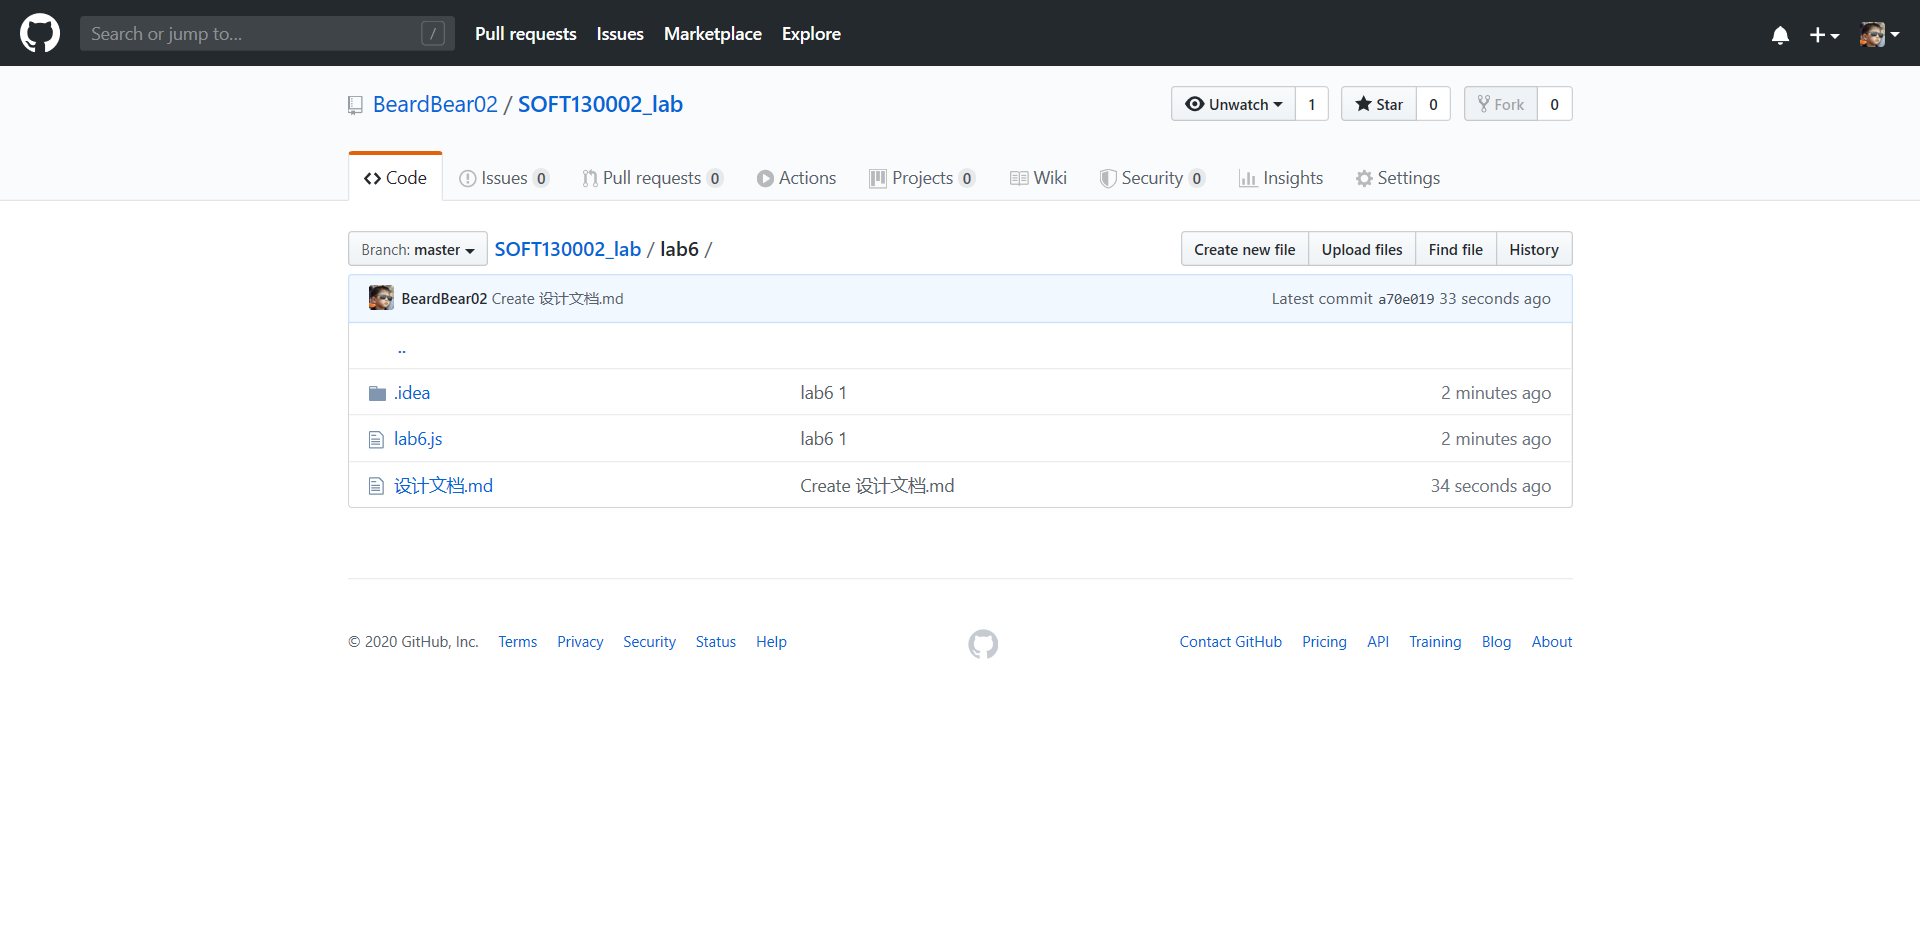 Search or jump to... / Pull requests Issues Marketplace Explore
BeardBear02 / SOFT130002_lab Unwatch 1 Star 0 Fork 0
Code Issues 0 Pull requests 0 Actions Projects 0 Wiki Security 0 Insights Settings
Branch: master SOFT130002_lab / lab6 / Create new file Upload files Find file History
BeardBear02 Create 设计文档.md Latest commit a70e019 33 seconds ago
..
.idea lab6 1 2 minutes ago
lab6.js lab6 1 2 minutes ago
设计文档.md Create 设计文档.md 34 seconds ago
© 2020 GitHub, Inc. Terms Privacy Security Status Help Contact GitHub Pricing API Training Blog About